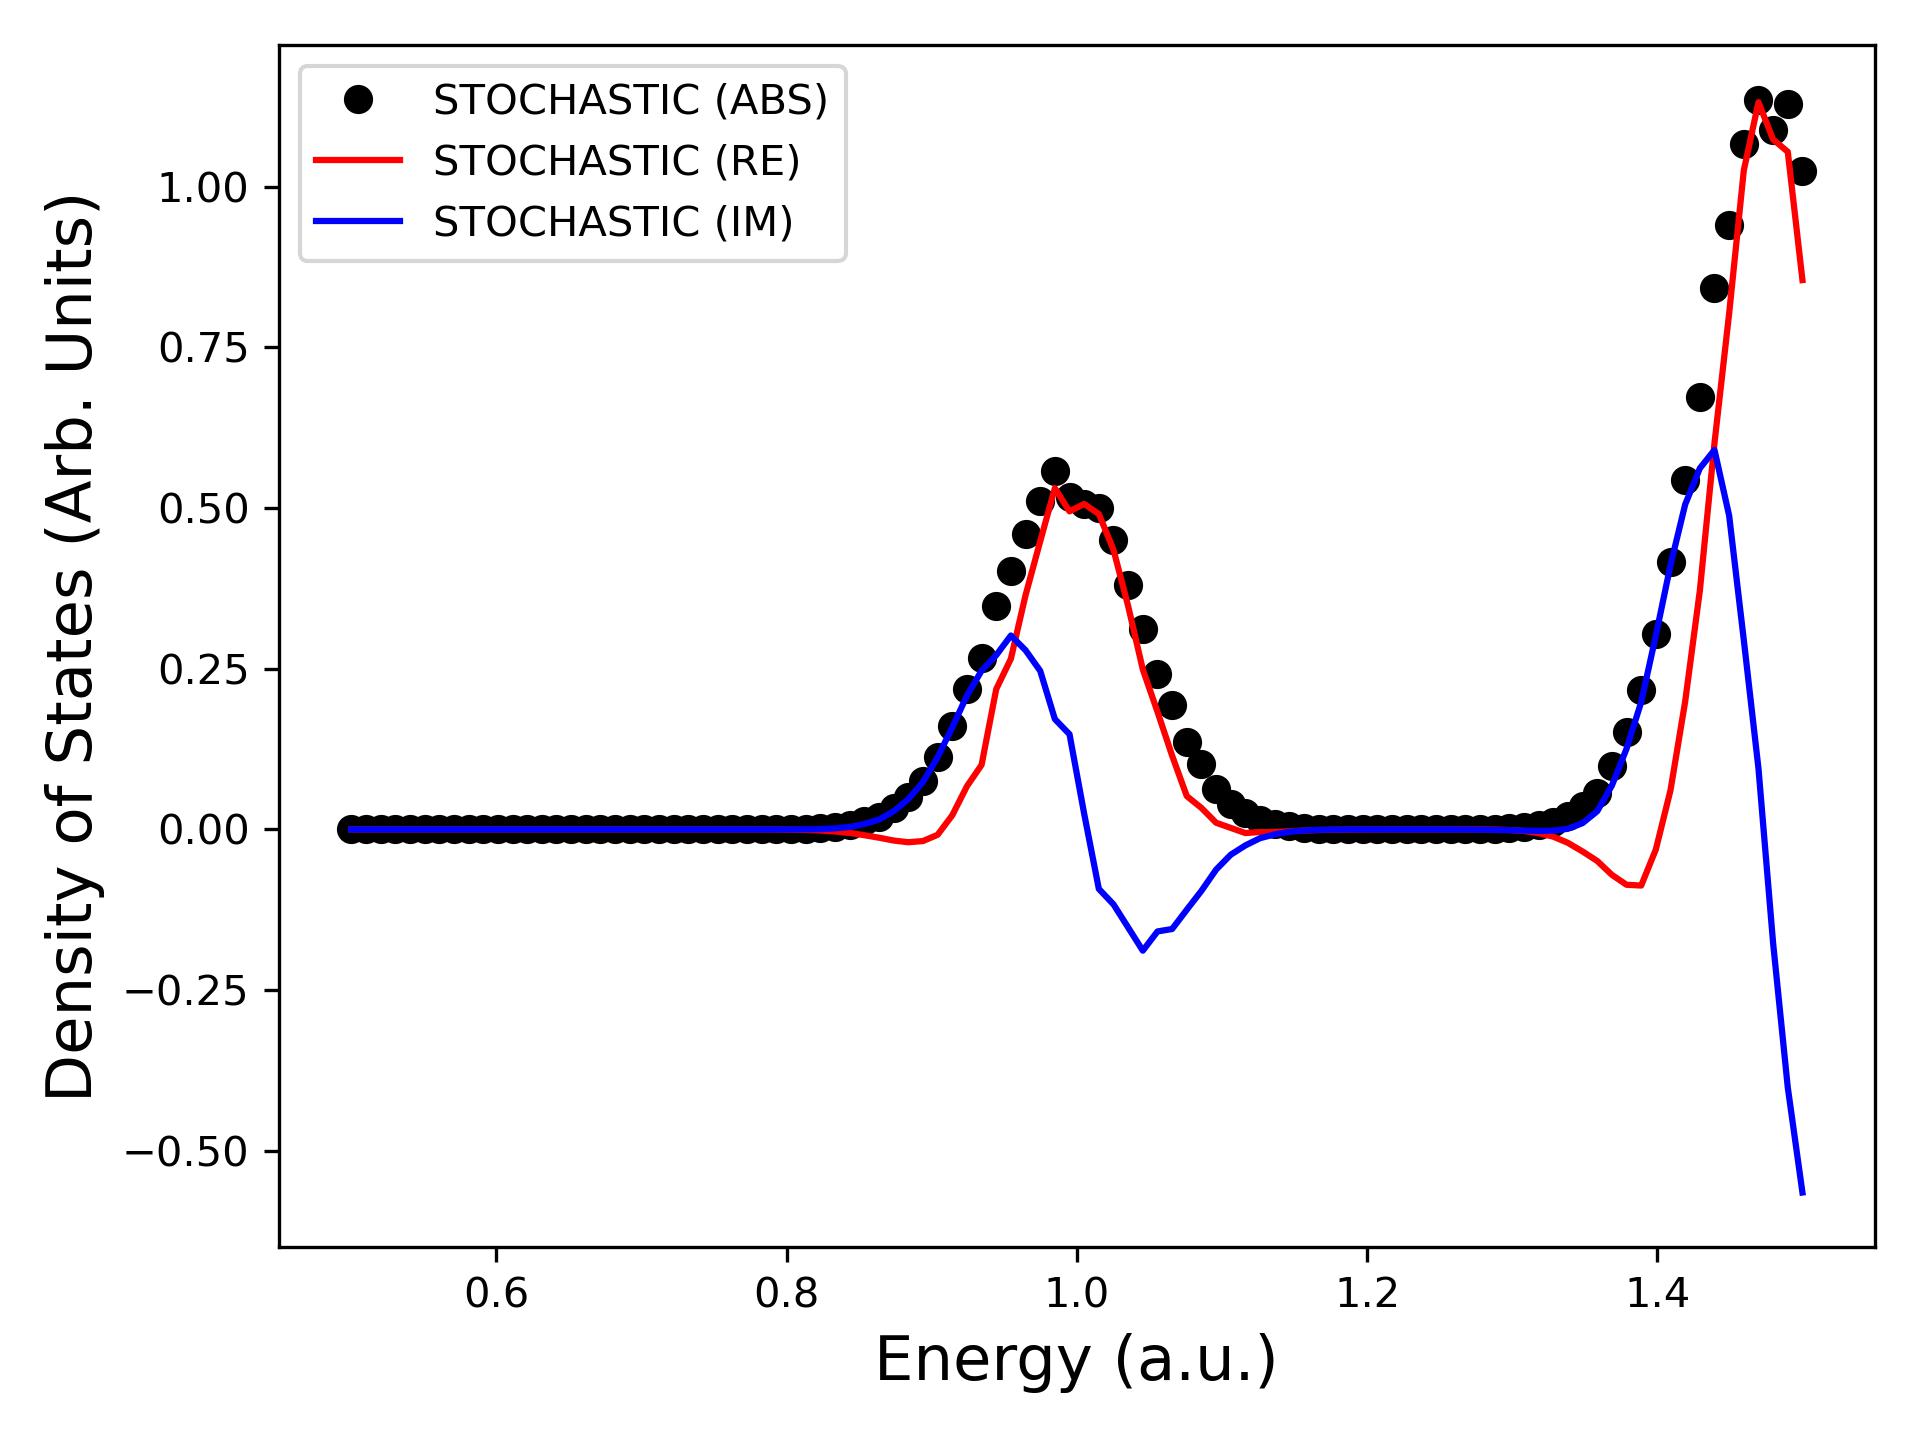 STOCHASTIC (ABS)
STOCHASTIC (RE)
STOCHASTIC (IM)
Density of States (Arb. Units)
1.00
0.75
0.50
0.25
0.00
−0.25
−0.50
0.6
0.8
1.0
1.2
1.4
Energy (a.u.)